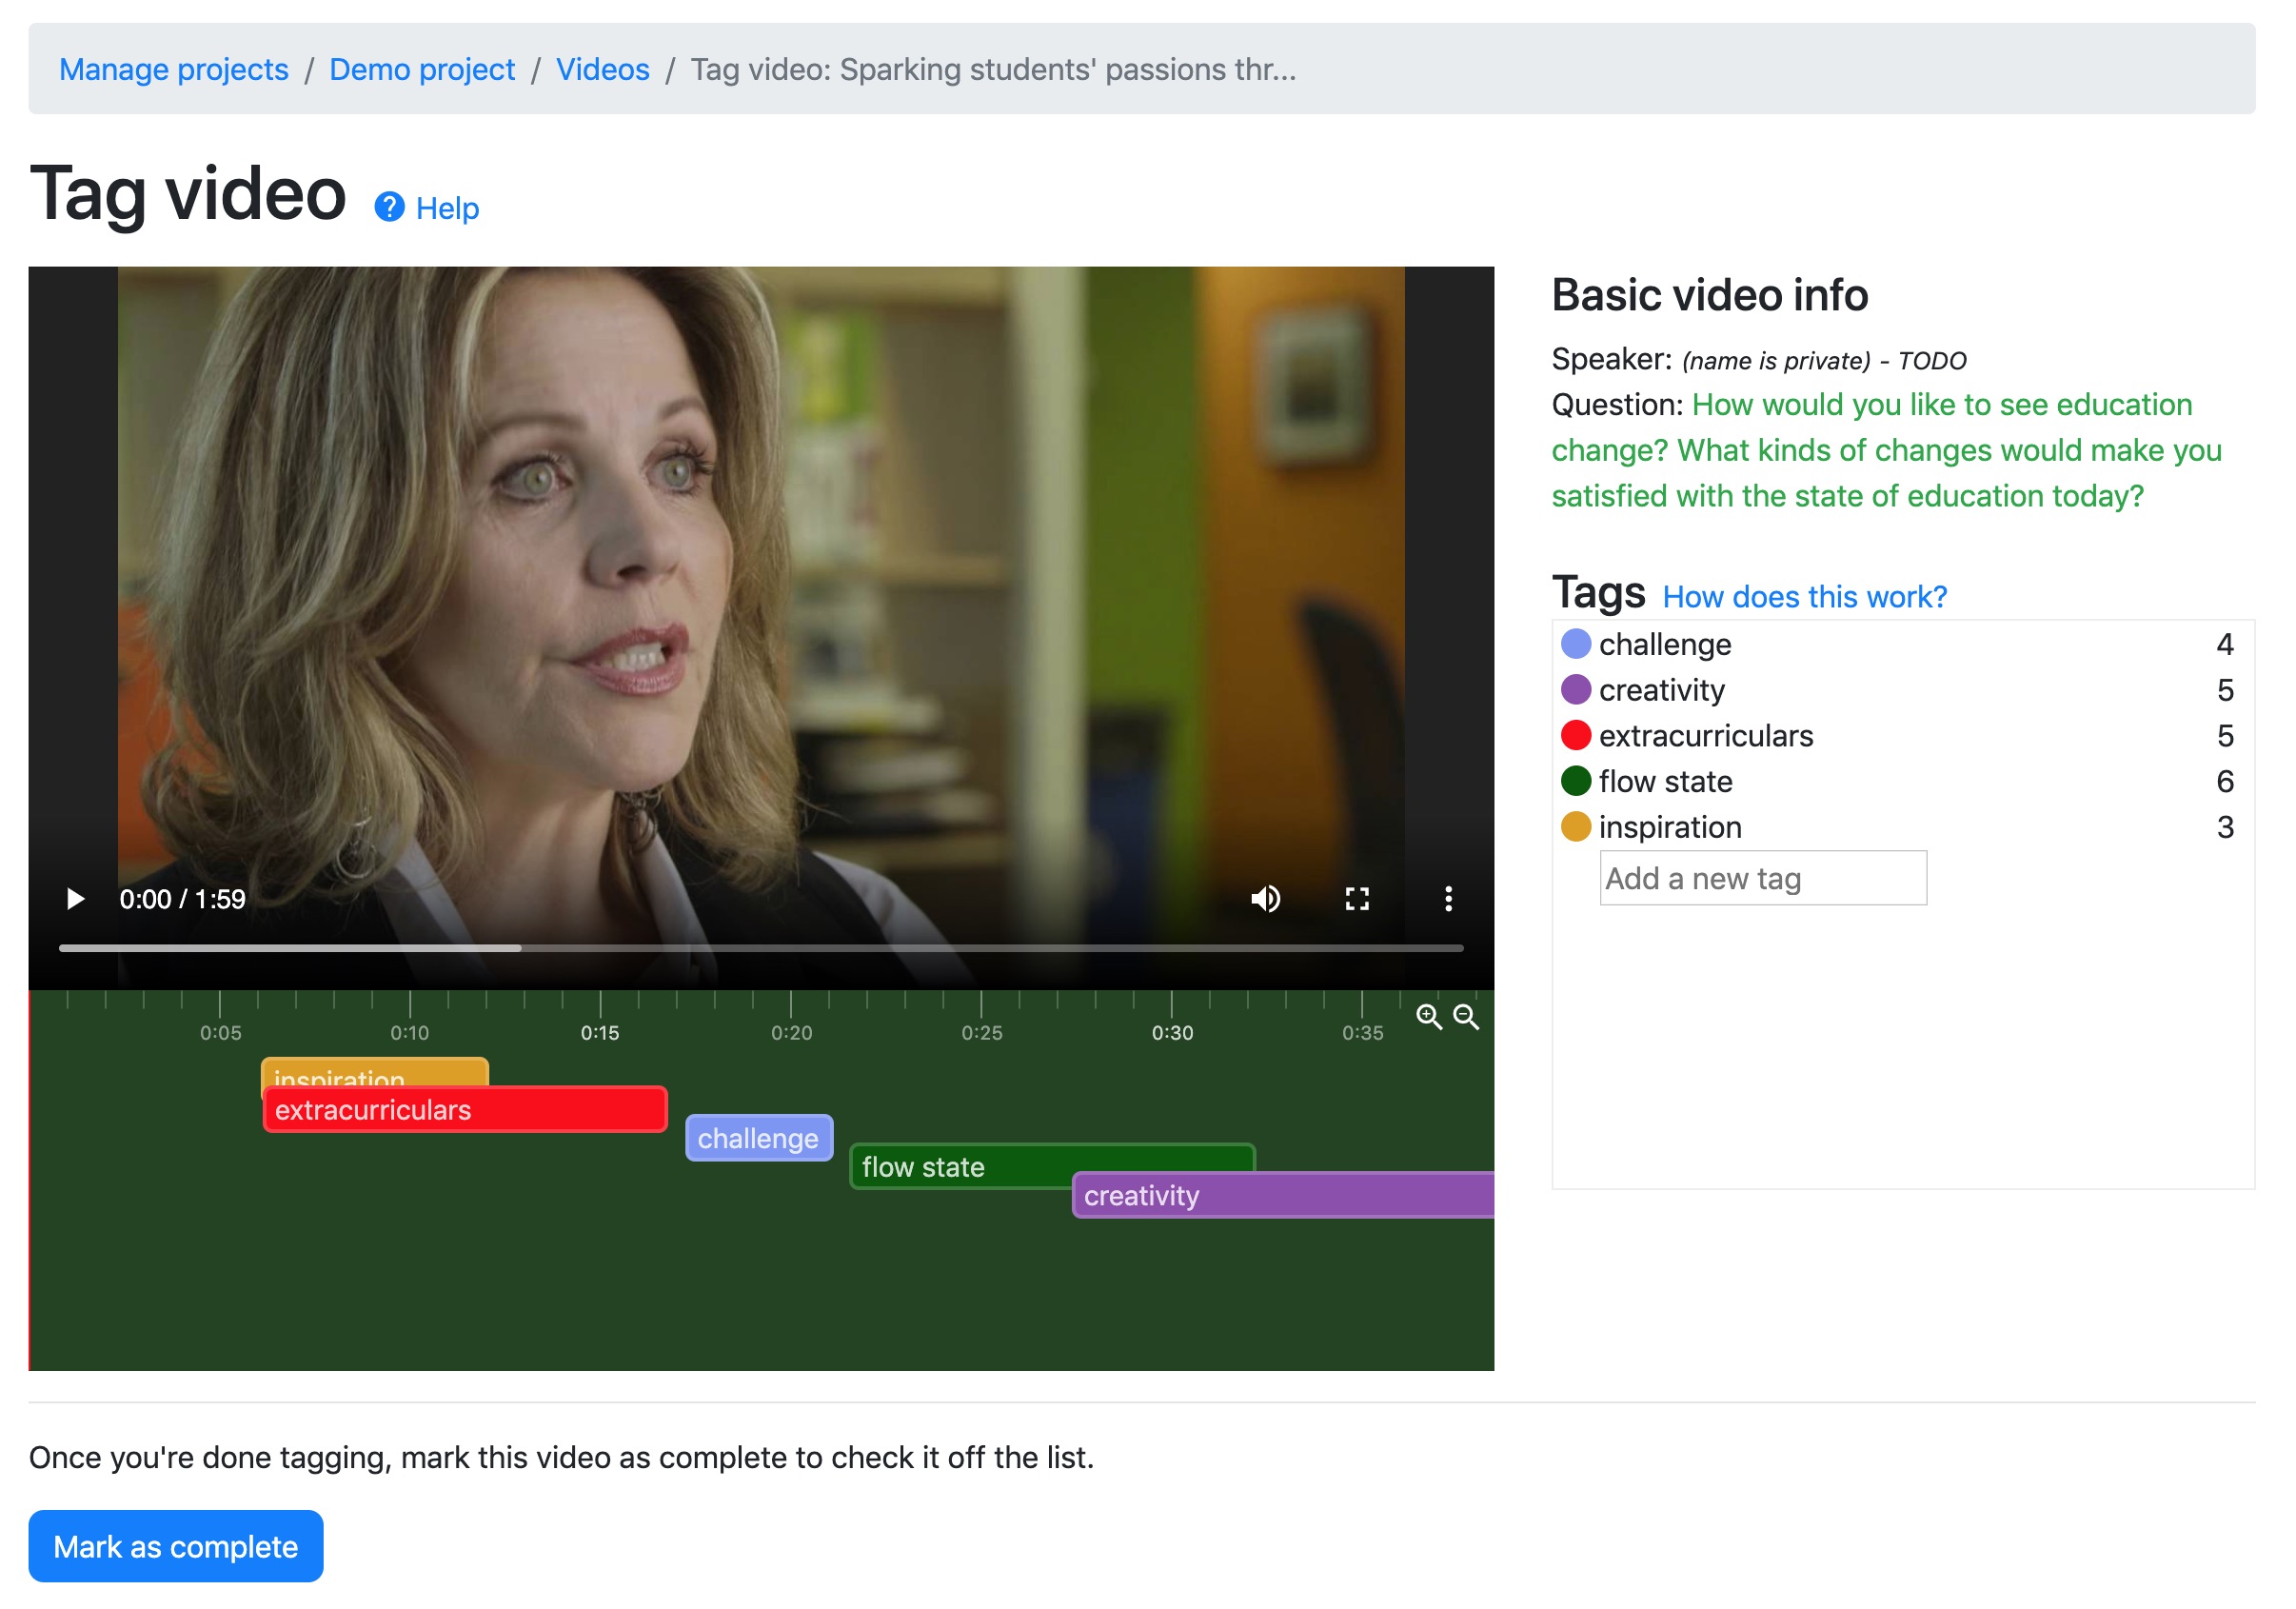 Manage projects / Demo project / Videos / Tag video: Sparking students' passions thr...
Tag video ? Help
0:00 / 1:59
0:05 0:10 0:15 0:20 0:25 0:30 0:35
inspiration
extracurriculars
challenge
flow state
creativity
Basic video info
Speaker: (name is private) - TODO
Question: How would you like to see education
change? What kinds of changes would make you
satisfied with the state of education today?
Tags How does this work?
challenge 4
creativity 5
extracurriculars 5
flow state 6
inspiration 3
Add a new tag
Once you're done tagging, mark this video as complete to check it off the list.
Mark as complete